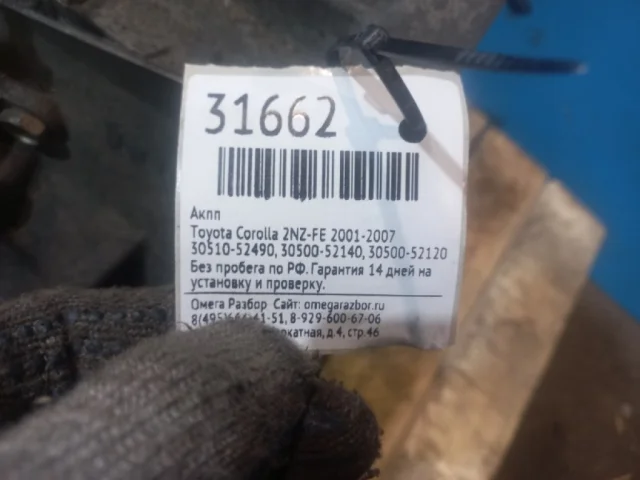 31662
Акпп
Toyota Corolla 2NZ-FE 2001-2007
30510-52490, 30500-52140, 30500-52120
Без пробега по РФ. Гарантия 14 дней на
установку и проверку.
Омега Разбор Сайт: omegarazbor.ru
8-929-600-67-06
д.4, стр.46